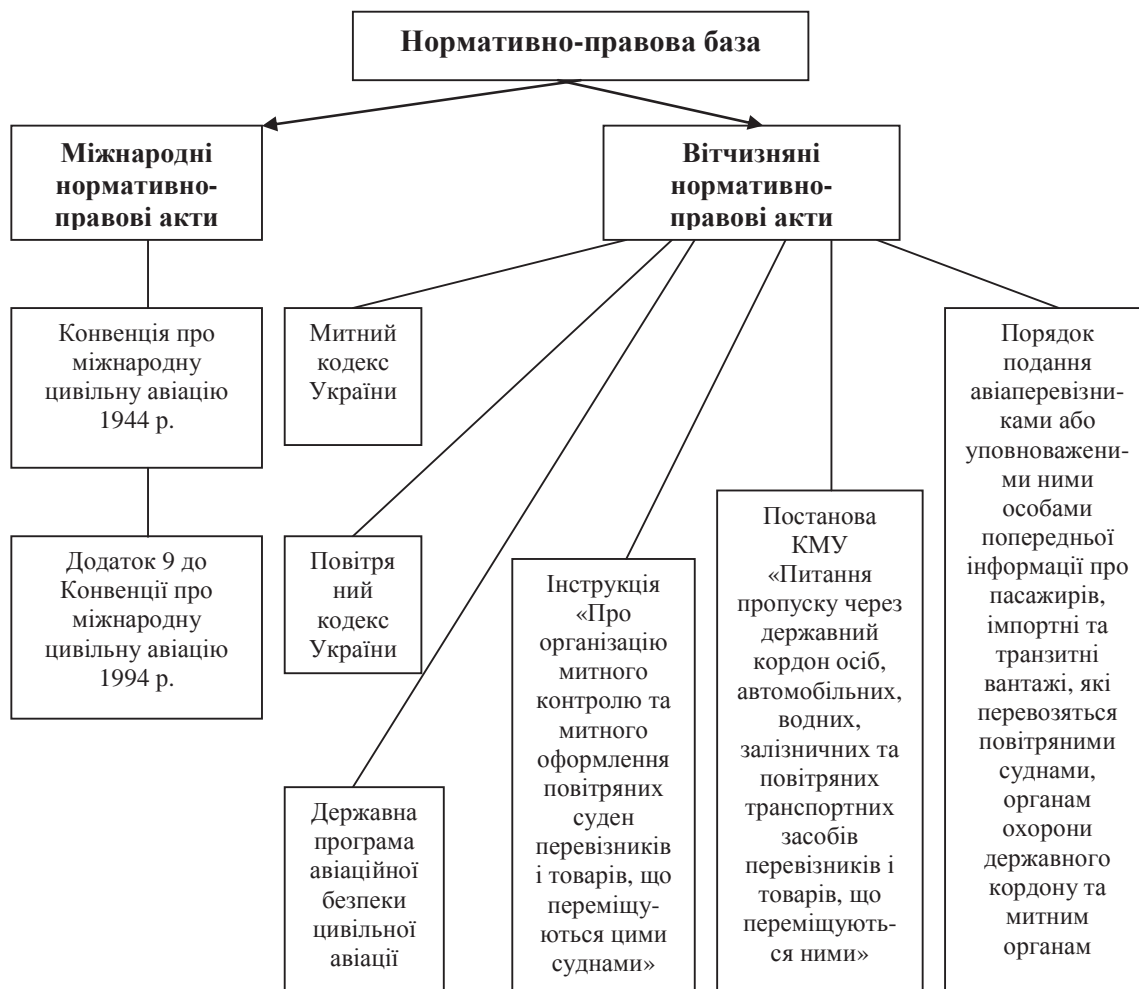 Нормативно-правова база
Міжнародні
нормативно-
правові акти
Вітчизняні
нормативно-
правові акти
Конвенція про
міжнародну
цивільну авіацію
1944 р.
Додаток 9 до
Конвенції про
міжнародну
цивільну авіацію
1994 р.
Митний
кодекс
України
Повітря
ний
кодекс
України
Державна
програма
авіаційної
безпеки
цивільної
авіації
Інструкція
«Про
організацію
митного
контролю та
митного
оформлення
повітряних
суден
перевізників
і товарів, що
переміщу-
ються цими
суднами»
Постанова
КМУ
«Питання
пропуску через
державний
кордон осіб,
автомобільних,
водних,
залізничних та
повітряних
транспортних
засобів
перевізників і
товарів, що
переміщують-
ся ними»
Порядок
подання
авіаперевізни-
ками або
уповноважени-
ми ними
особами
попередньої
інформації про
пасажирів,
імпортні та
транзитні
вантажі, які
перевозяться
повітряними
суднами,
органам
охорони
державного
кордону та
митним
органам